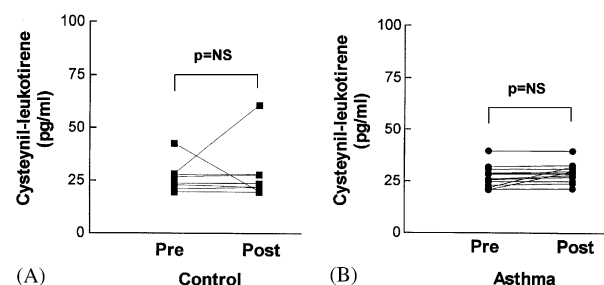 100
75
50
25
0
Cysteynil-leukotirene
(pg/ml)
p=NS
Pre Post
(A) Control
100
75
50
25
0
Cysteynil-leukotirene
(pg/ml)
p=NS
Pre Post
(B) Asthma